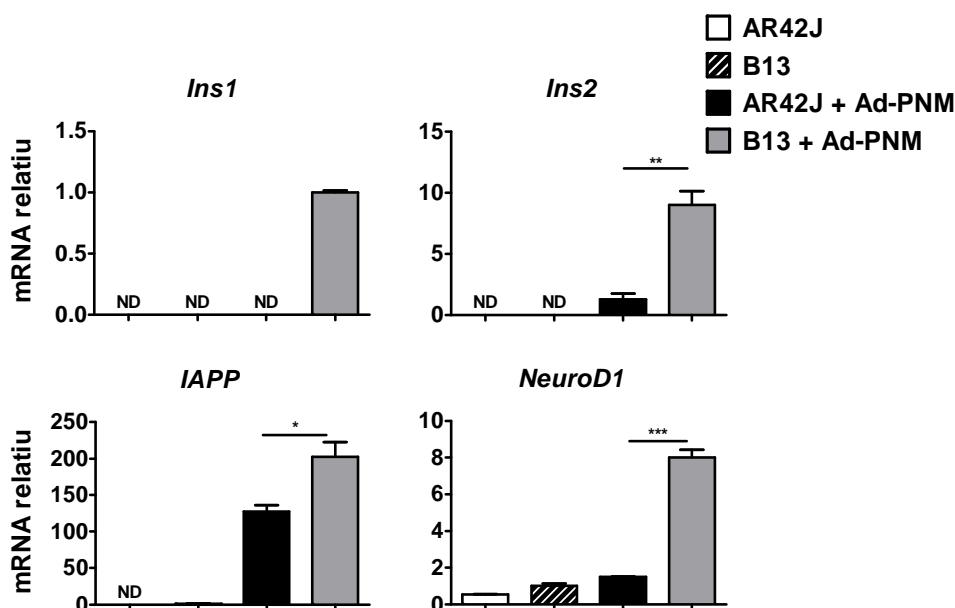 AR42J
B13
AR42J + Ad-PNM
B13 + Ad-PNM
Ins1
mRNA relatiu
1.5
1.0
0.5
0.0
ND
ND
ND
Ins2
15
10
5
0
ND
ND
**
IAPP
mRNA relatiu
250
200
150
100
50
0
ND
*
NeuroD1
8
6
4
2
0
***